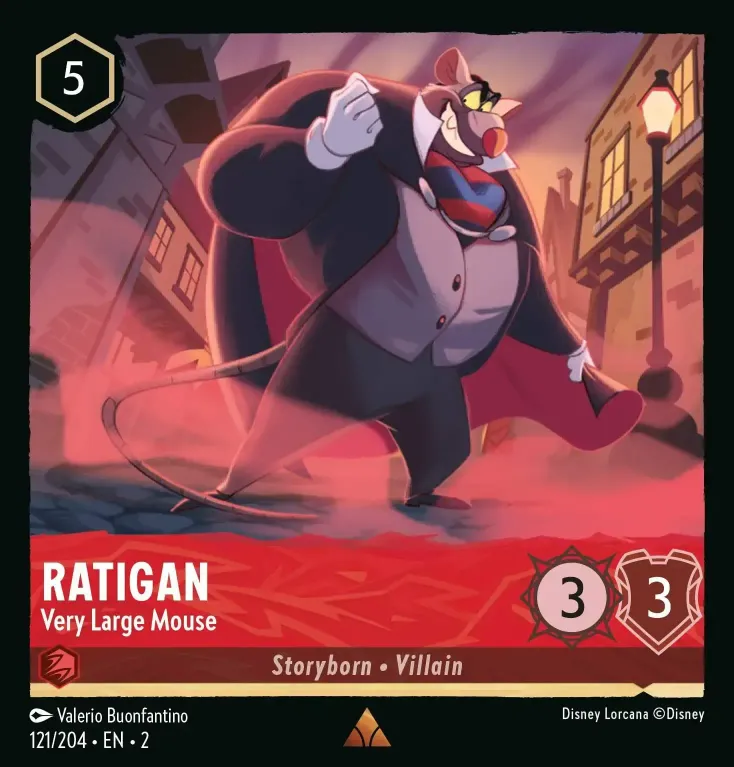 5
RATIGAN
Very Large Mouse
3
3
Storyborn • Villain
Valerio Buonfantino
Disney Lorcana ©Disney
121/204 • EN • 2